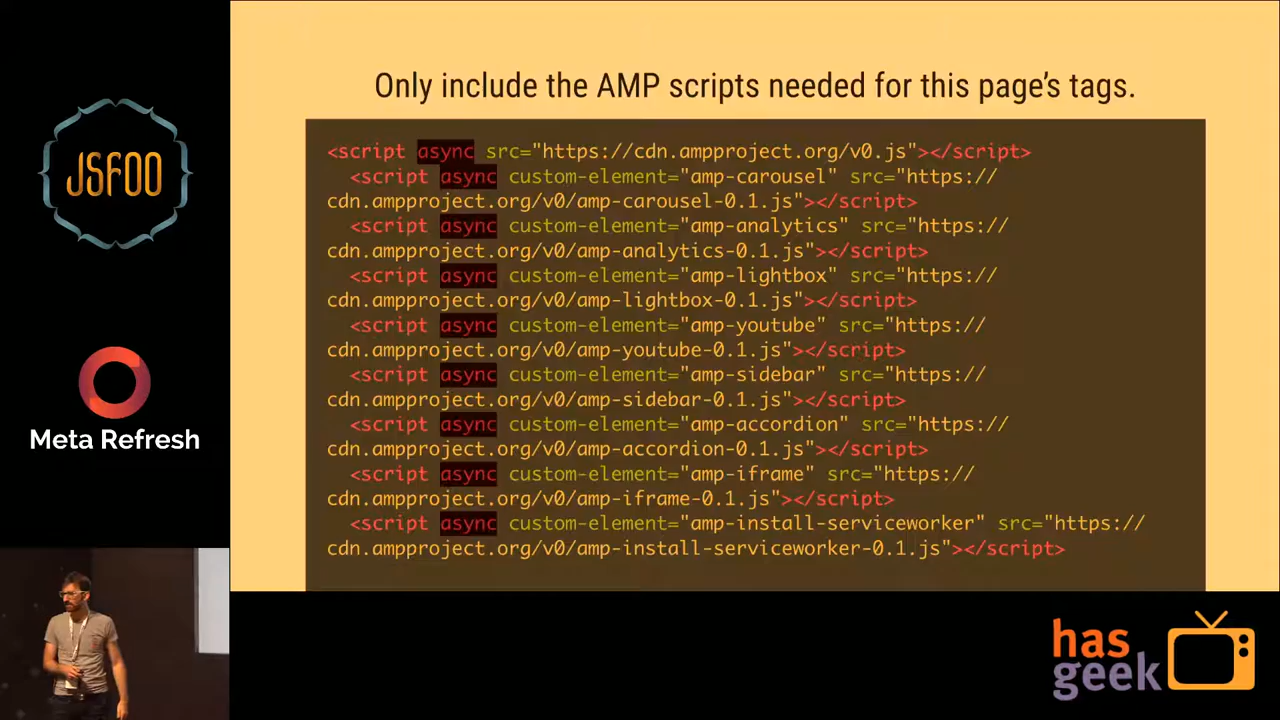 Only include the AMP scripts needed for this page's tags.
<script async src="https://cdn.ampproject.org/v0.js"></script>
<script async custom-element="amp-carousel" src="https://
cdn.ampproject.org/v0/amp-carousel-0.1.js"></script>
<script async custom-element="amp-analytics" src="https://
cdn.ampproject.org/v0/amp-analytics-0.1.js"></script>
<script async custom-element="amp-lightbox" src="https://
cdn.ampproject.org/v0/amp-lightbox-0.1.js"></script>
<script async custom-element="amp-youtube" src="https://
cdn.ampproject.org/v0/amp-youtube-0.1.js"></script>
<script async custom-element="amp-sidebar" src="https://
cdn.ampproject.org/v0/amp-sidebar-0.1.js"></script>
<script async custom-element="amp-accordion" src="https://
cdn.ampproject.org/v0/amp-accordion-0.1.js"></script>
<script async custom-element="amp-iframe" src="https://
cdn.ampproject.org/v0/amp-iframe-0.1.js"></script>
<script async custom-element="amp-install-serviceworker" src="https://
cdn.ampproject.org/v0/amp-install-serviceworker-0.1.js"></script>
JSFOO
Meta Refresh
has
geek